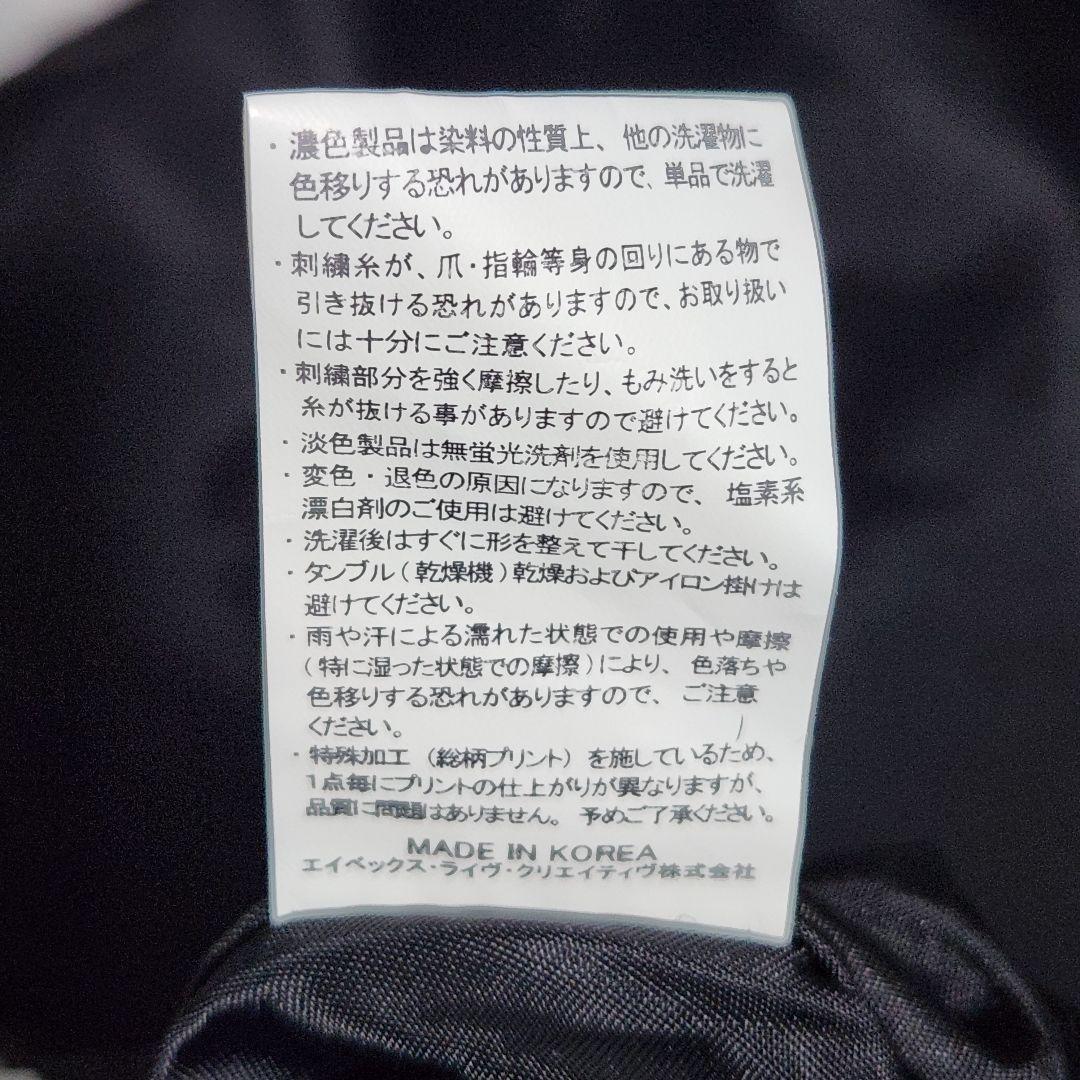 ・濃色製品は染料の性質上、他の洗濯物に
色移りする恐れがありますので、単品で洗濯
してください。
・刺繍糸が、爪・指輪等身の回りにある物で
引き抜ける恐れがありますので、お取り扱い
には十分にご注意ください。
・刺繍部分を強く摩擦したり、もみ洗いをすると
糸が抜ける事がありますので避けてください。
・淡色製品は無蛍光洗剤を使用してください。
・変色・退色の原因になりますので、塩素系
漂白剤のご使用は避けてください。
・洗濯後はすぐに形を整えて干してください。
・タンブル(乾燥機)乾燥およびアイロン掛けは
避けてください。
・雨や汗による濡れた状態での使用や摩擦
(特に湿った状態での摩擦)により、色落ちや
色移りする恐れがありますので、ご注意
ください。
・特殊加工(総柄プリント)を施しているため、
1点毎にプリントの仕上がりが異なりますが、
品質に問題はありません。予めご了承ください。
MADE IN KOREA
エイベックス・ライヴ・クリエイティヴ株式会社